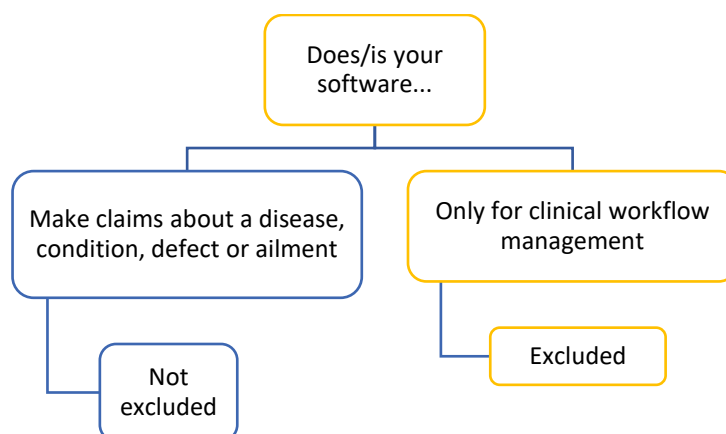 Does/is your
software...
Make claims about a disease,
condition, defect or ailment
Only for clinical workflow
management
Not
excluded
Excluded